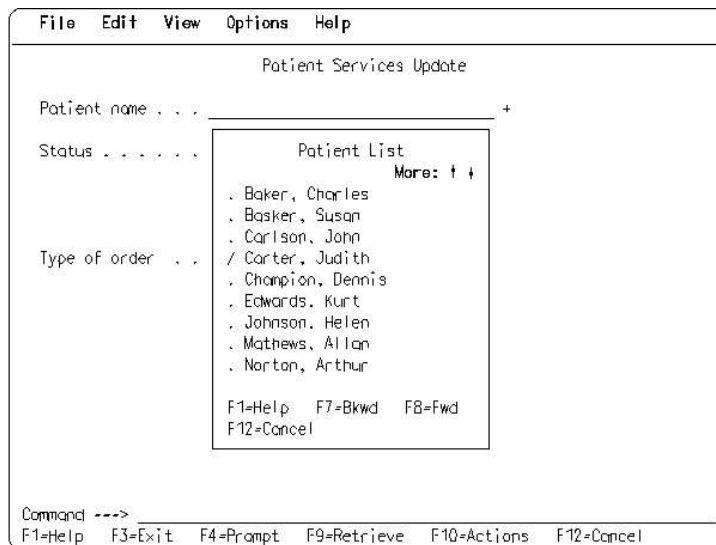 File Edit View Options Help
Patient Services Update
Patient name . . . +
Status . . . . . .
Patient List
More: ↑ ↓
. Baker, Charles
. Basker, Susan
. Carlson, John
Type of order . .
/ Carter, Judith
. Champion, Dennis
. Edwards. Kurt
. Johnson. Helen
. Mathews, Allan
. Norton, Arthur
F1=Help F7=Bkwd F8=Fwd
F12=Cancel
Command --->
F1=Help F3=Exit F4=Prompt F9=Retrieve F10=Actions F12=Cancel